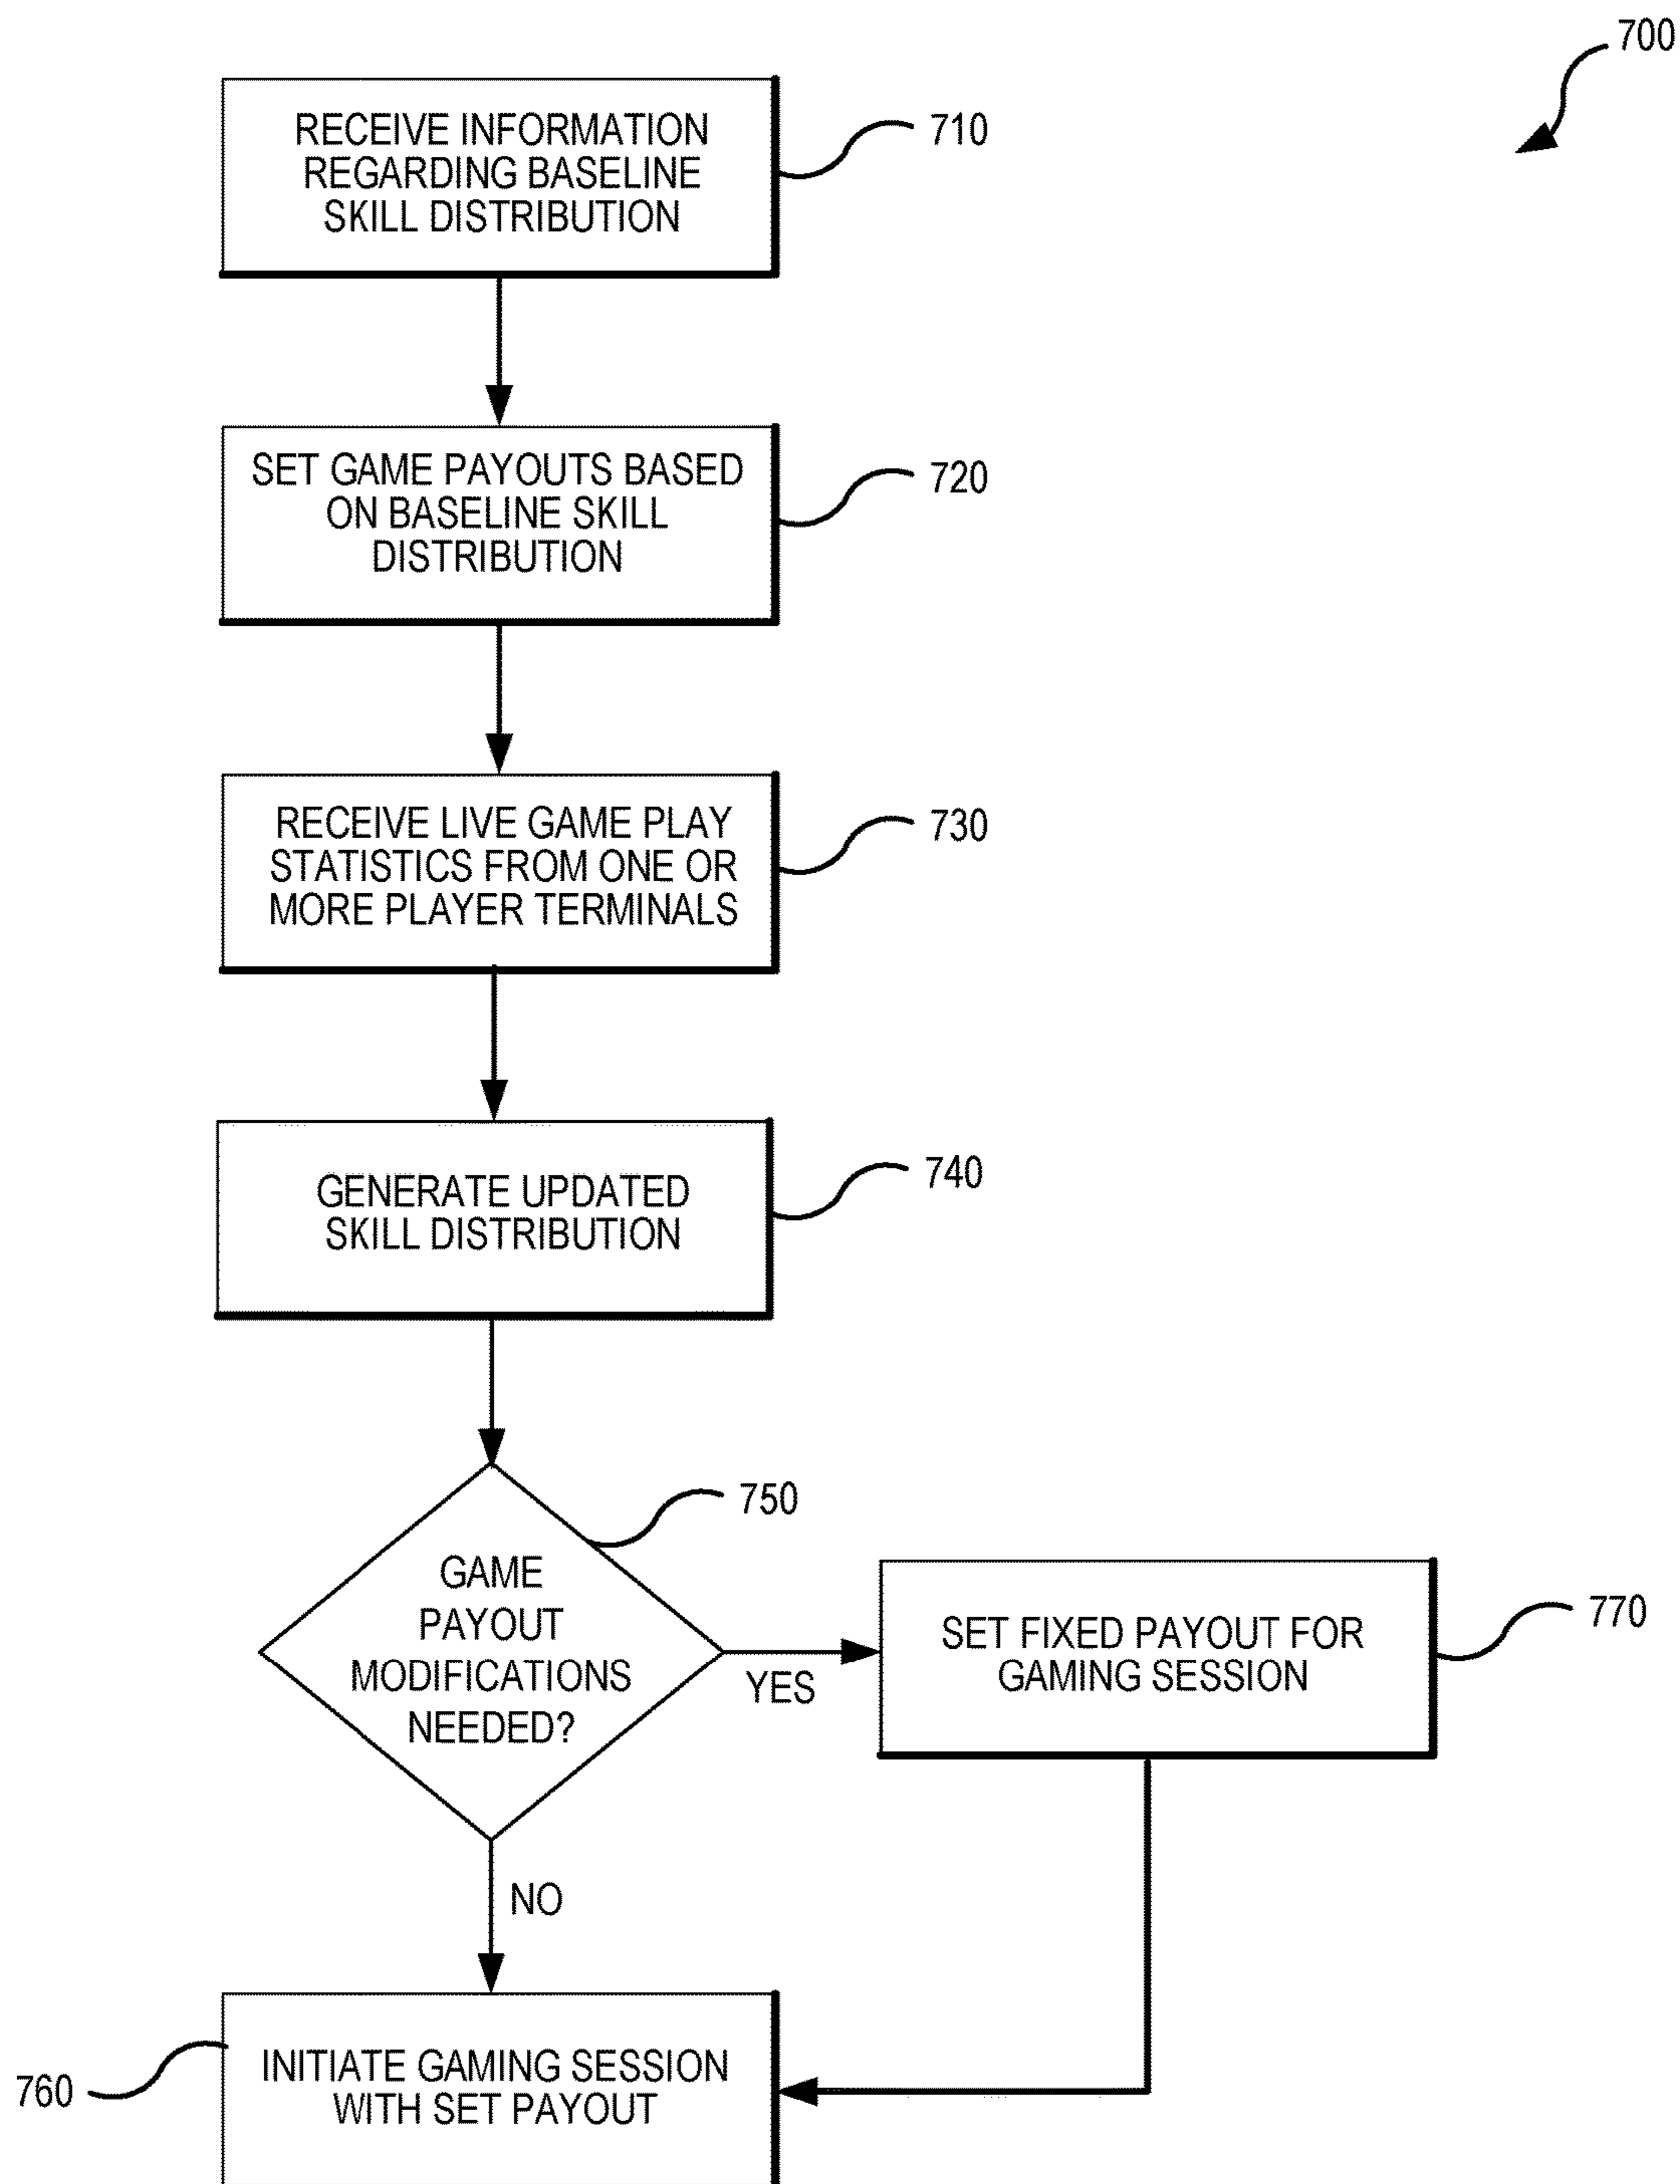 700
RECEIVE INFORMATION
REGARDING BASELINE
SKILL DISTRIBUTION
710
SET GAME PAYOUTS BASED
ON BASELINE SKILL
DISTRIBUTION
720
RECEIVE LIVE GAME PLAY
STATISTICS FROM ONE OR
MORE PLAYER TERMINALS
730
GENERATE UPDATED
SKILL DISTRIBUTION
740
750
GAME
PAYOUT
MODIFICATIONS
NEEDED?
YES
SET FIXED PAYOUT FOR
GAMING SESSION
770
NO
760
INITIATE GAMING SESSION
WITH SET PAYOUT